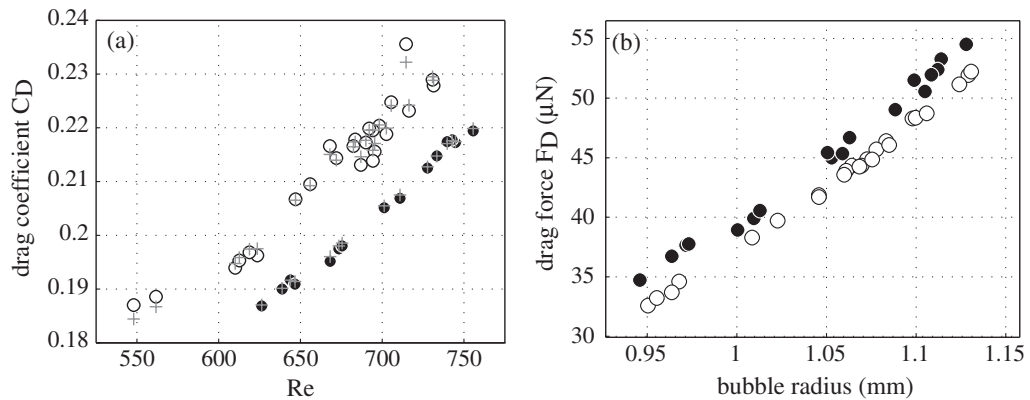 (a)
drag coefficient CD
0.24
0.23
0.22
0.21
0.2
0.19
0.18
550 600 650 700 750
Re
(b)
drag force FD (μN)
55
50
45
40
35
30
0.95 1 1.05 1.1 1.15
bubble radius (mm)